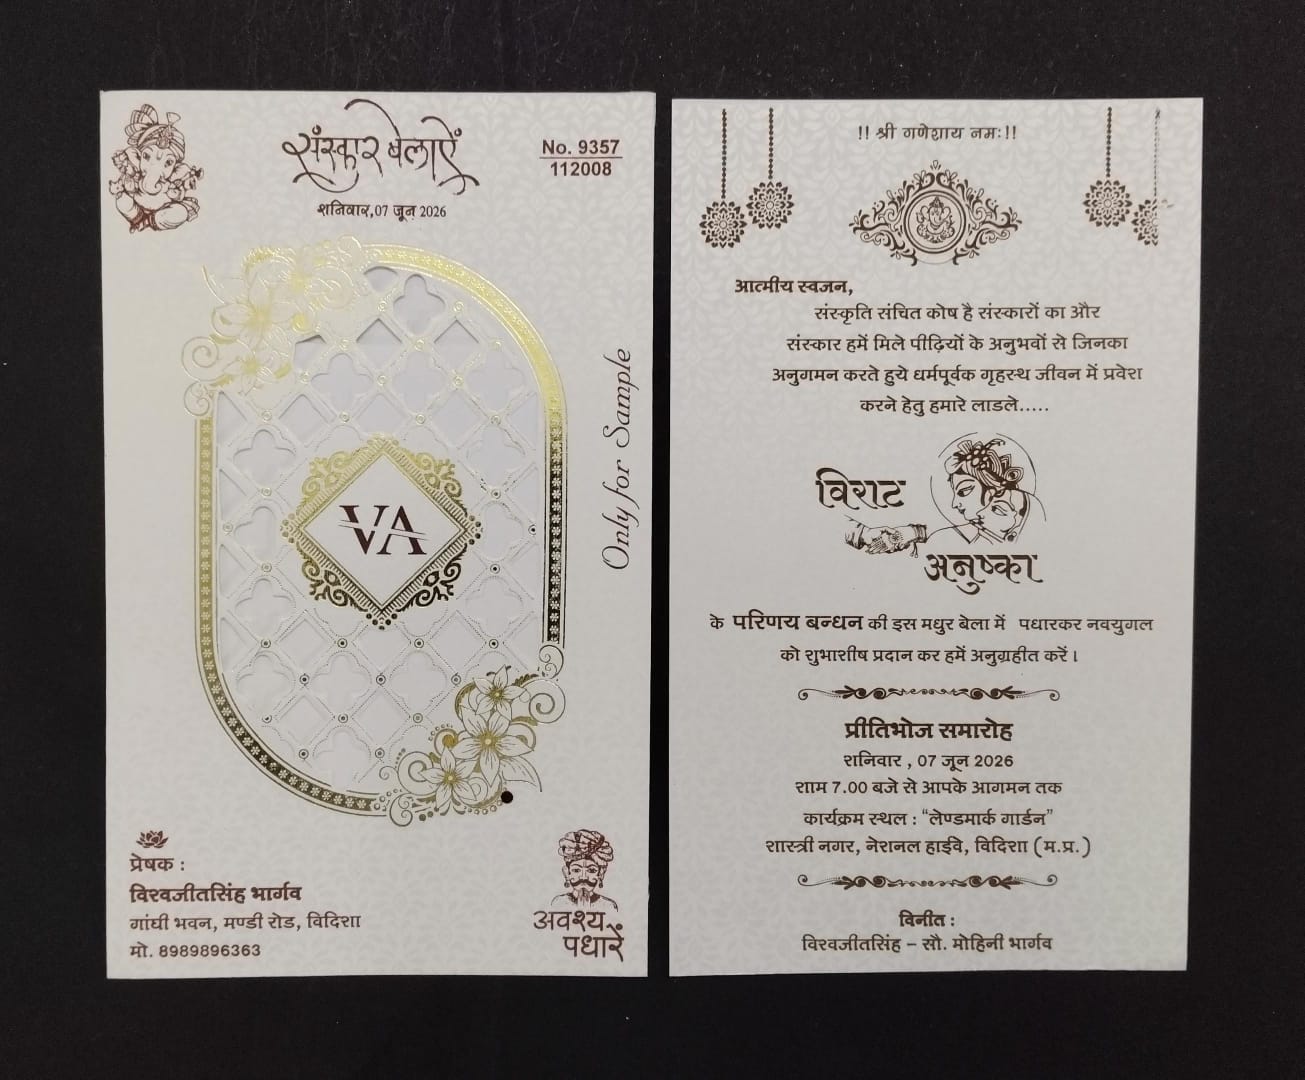 संस्कार बेलाऐं
शनिवार,07 जून 2026
No. 9357
112008
VA
Only for Sample
प्रेषक :
विश्वजीतसिंह भार्गव
गांधी भवन, मण्डी रोड, विदिशा
मो. 8989896363
अवश्य
पधारें
!! श्री गणेशाय नमः!!
आत्मीय स्वजन,
संस्कृति संचित कोष है संस्कारों का और
संस्कार हमें मिले पीढ़ियों के अनुभवों से जिनका
अनुगमन करते हुये धर्मपूर्वक गृहस्थ जीवन में प्रवेश
करने हेतु हमारे लाडले.....
विराट
अनुष्का
के परिणय बन्धन की इस मधुर बेला में पधारकर नवयुगल
को शुभाशीष प्रदान कर हमें अनुग्रहीत करें ।
प्रीतिभोज समारोह
शनिवार , 07 जून 2026
शाम 7.00 बजे से आपके आगमन तक
कार्यक्रम स्थल : “लेण्डमार्क गार्डन”
शास्त्री नगर, नेशनल हाईवे, विदिशा (म.प्र.)
विनीत :
विश्वजीतसिंह – सौ. मोहिनी भार्गव